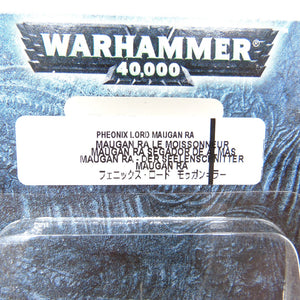 WARHAMMER®
40,000
PHEONIX LORD MAUGAN RA
MAUGAN RA LE MOISSONNEUR
MAUGAN RA SEGADOR DE ALMAS
MAUGAN RA - DER SEELENSCHNITTER
MAUGAN RA
フェニックス・ロード モゥガン・ラー